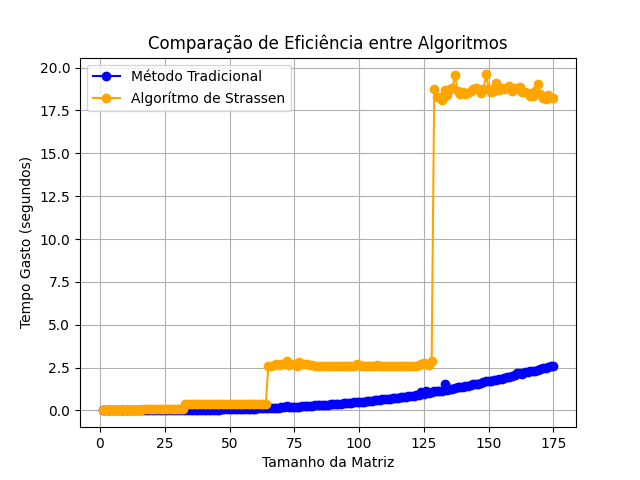 Comparação de Eficiência entre Algoritmos
Método Tradicional
Algorítmo de Strassen
Tempo Gasto (segundos)
20.0
17.5
15.0
12.5
10.0
7.5
5.0
2.5
0.0
0 25 50 75 100 125 150 175
Tamanho da Matriz